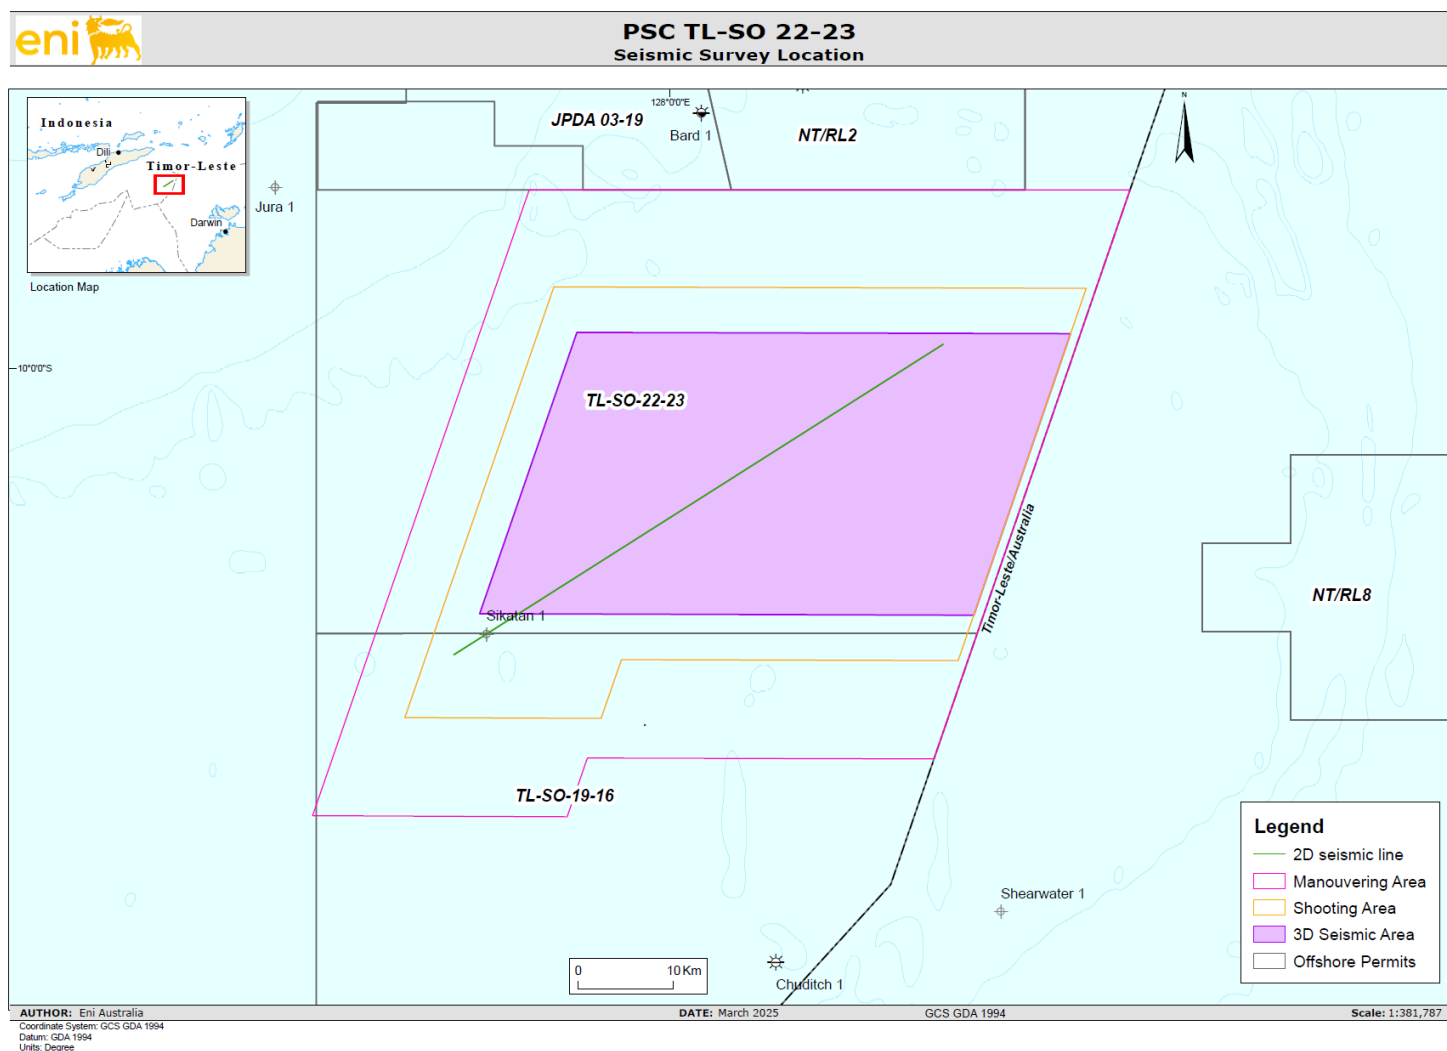 eni
PSC TL-SO 22-23
Seismic Survey Location
Indonesia
Dili
Timor-Leste
Darwin
Location Map
Jura 1
128°0'0"E
JPDA 03-19
Bard 1
NT/RL2
N
10°0'0"S
TL-SO-22-23
Timor-Leste/Australia
NT/RL8
Sikatan 1
TL-SO-19-16
Shearwater 1
Chuditch 1
0 10 Km
Legend
2D seismic line
Manouvering Area
Shooting Area
3D Seismic Area
Offshore Permits
AUTHOR: Eni Australia DATE: March 2025 GCS GDA 1994 Scale: 1:381,787
Coordinate System: GCS GDA 1994
Datum: GDA 1994
Units: Degree